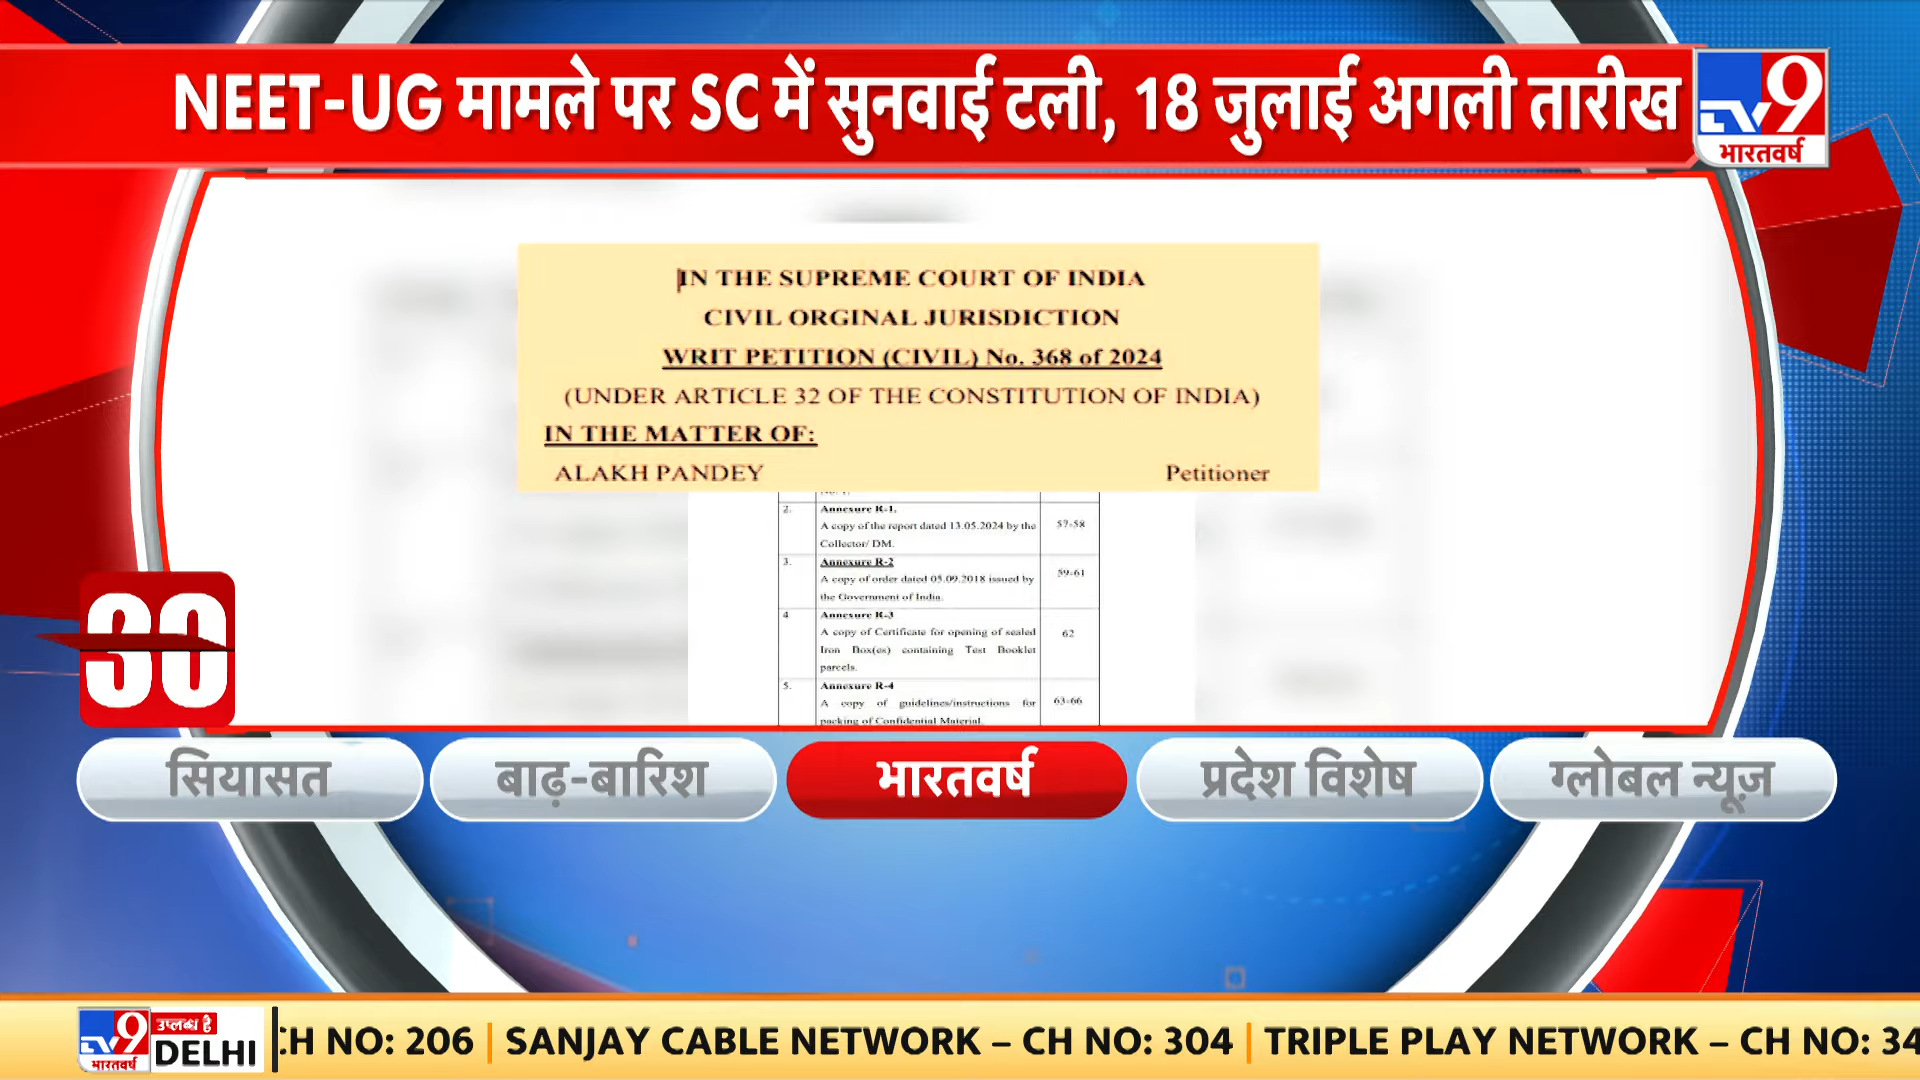 NEET-UG मामले पर SC में सुनवाई टली, 18 जुलाई अगली तारीख
TV9
भारतवर्ष
IN THE SUPREME COURT OF INDIA
CIVIL ORGINAL JURISDICTION
WRIT PETITION (CIVIL) No. 368 of 2024
(UNDER ARTICLE 32 OF THE CONSTITUTION OF INDIA)
IN THE MATTER OF:
ALAKH PANDEY Petitioner
2. Annexure R-1.
A copy of the report dated 13.05.2024 by the 57-58
Collector/ DM.
3. Annexure R-2
A copy of order dated 05.09.2018 issued by 59-61
the Government of India.
4 Annexure R-3
A copy of Certificate for opening of sealed 62
Iron Box(es) containing Test Booklet
parcels.
5. Annexure R-4
A copy of guidelines/instructions for 63-66
packing of Confidential Material.
30
सियासत बाढ़-बारिश भारतवर्ष प्रदेश विशेष ग्लोबल न्यूज़
TV9 भारतवर्ष उपलब्ध है DELHI
CH NO: 206 | SANJAY CABLE NETWORK – CH NO: 304 | TRIPLE PLAY NETWORK – CH NO: 34